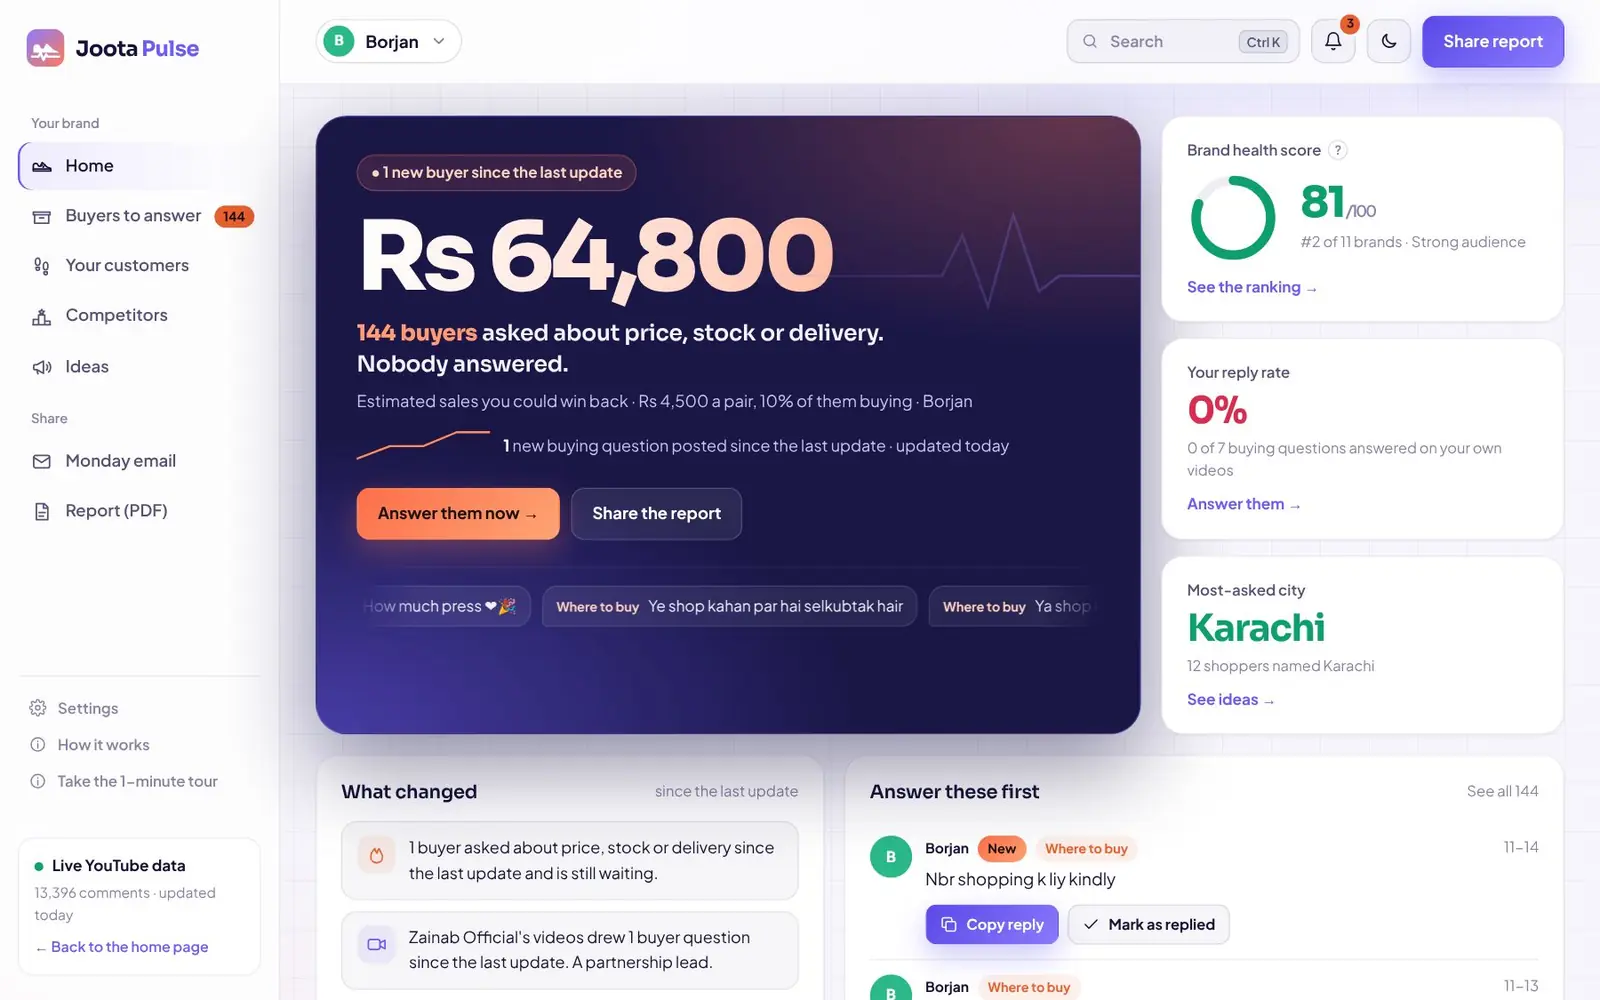 Joota Pulse
Your brand
Home
Buyers to answer 144
Your customers
Competitors
Ideas
Share
Monday email
Report (PDF)
Settings
How it works
Take the 1-minute tour
Live YouTube data
13,396 comments · updated
today
← Back to the home page
B Borjan
Search Ctrl K
3
Share report
• 1 new buyer since the last update
Rs 64,800
144 buyers asked about price, stock or delivery.
Nobody answered.
Estimated sales you could win back · Rs 4,500 a pair, 10% of them buying · Borjan
1 new buying question posted since the last update · updated today
Answer them now →
Share the report
How much press ❤🎉
Where to buy Ye shop kahan par hai selkubtak hair
Where to buy Ya shop
Brand health score ?
81/100
#2 of 11 brands · Strong audience
See the ranking →
Your reply rate
0%
0 of 7 buying questions answered on your own
videos
Answer them →
Most-asked city
Karachi
12 shoppers named Karachi
See ideas →
What changed
since the last update
1 buyer asked about price, stock or delivery since
the last update and is still waiting.
Zainab Official's videos drew 1 buyer question
since the last update. A partnership lead.
Answer these first
See all 144
B Borjan New Where to buy 11-14
Nbr shopping k liy kindly
Copy reply
Mark as replied
B Borjan Where to buy 11-13